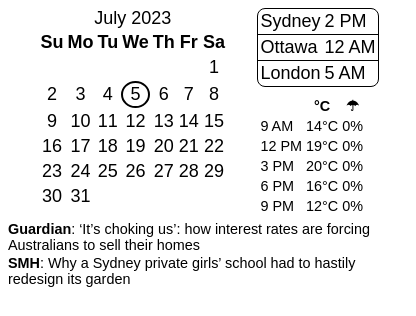 July 2023
Su Mo Tu We Th Fr Sa
1
2 3 4 5 6 7 8
9 10 11 12 13 14 15
16 17 18 19 20 21 22
23 24 25 26 27 28 29
30 31
Sydney 2 PM
Ottawa 12 AM
London 5 AM
°C ☂
9 AM 14°C 0%
12 PM 19°C 0%
3 PM 20°C 0%
6 PM 16°C 0%
9 PM 12°C 0%
Guardian: ‘It’s choking us’: how interest rates are forcing
Australians to sell their homes
SMH: Why a Sydney private girls’ school had to hastily
redesign its garden